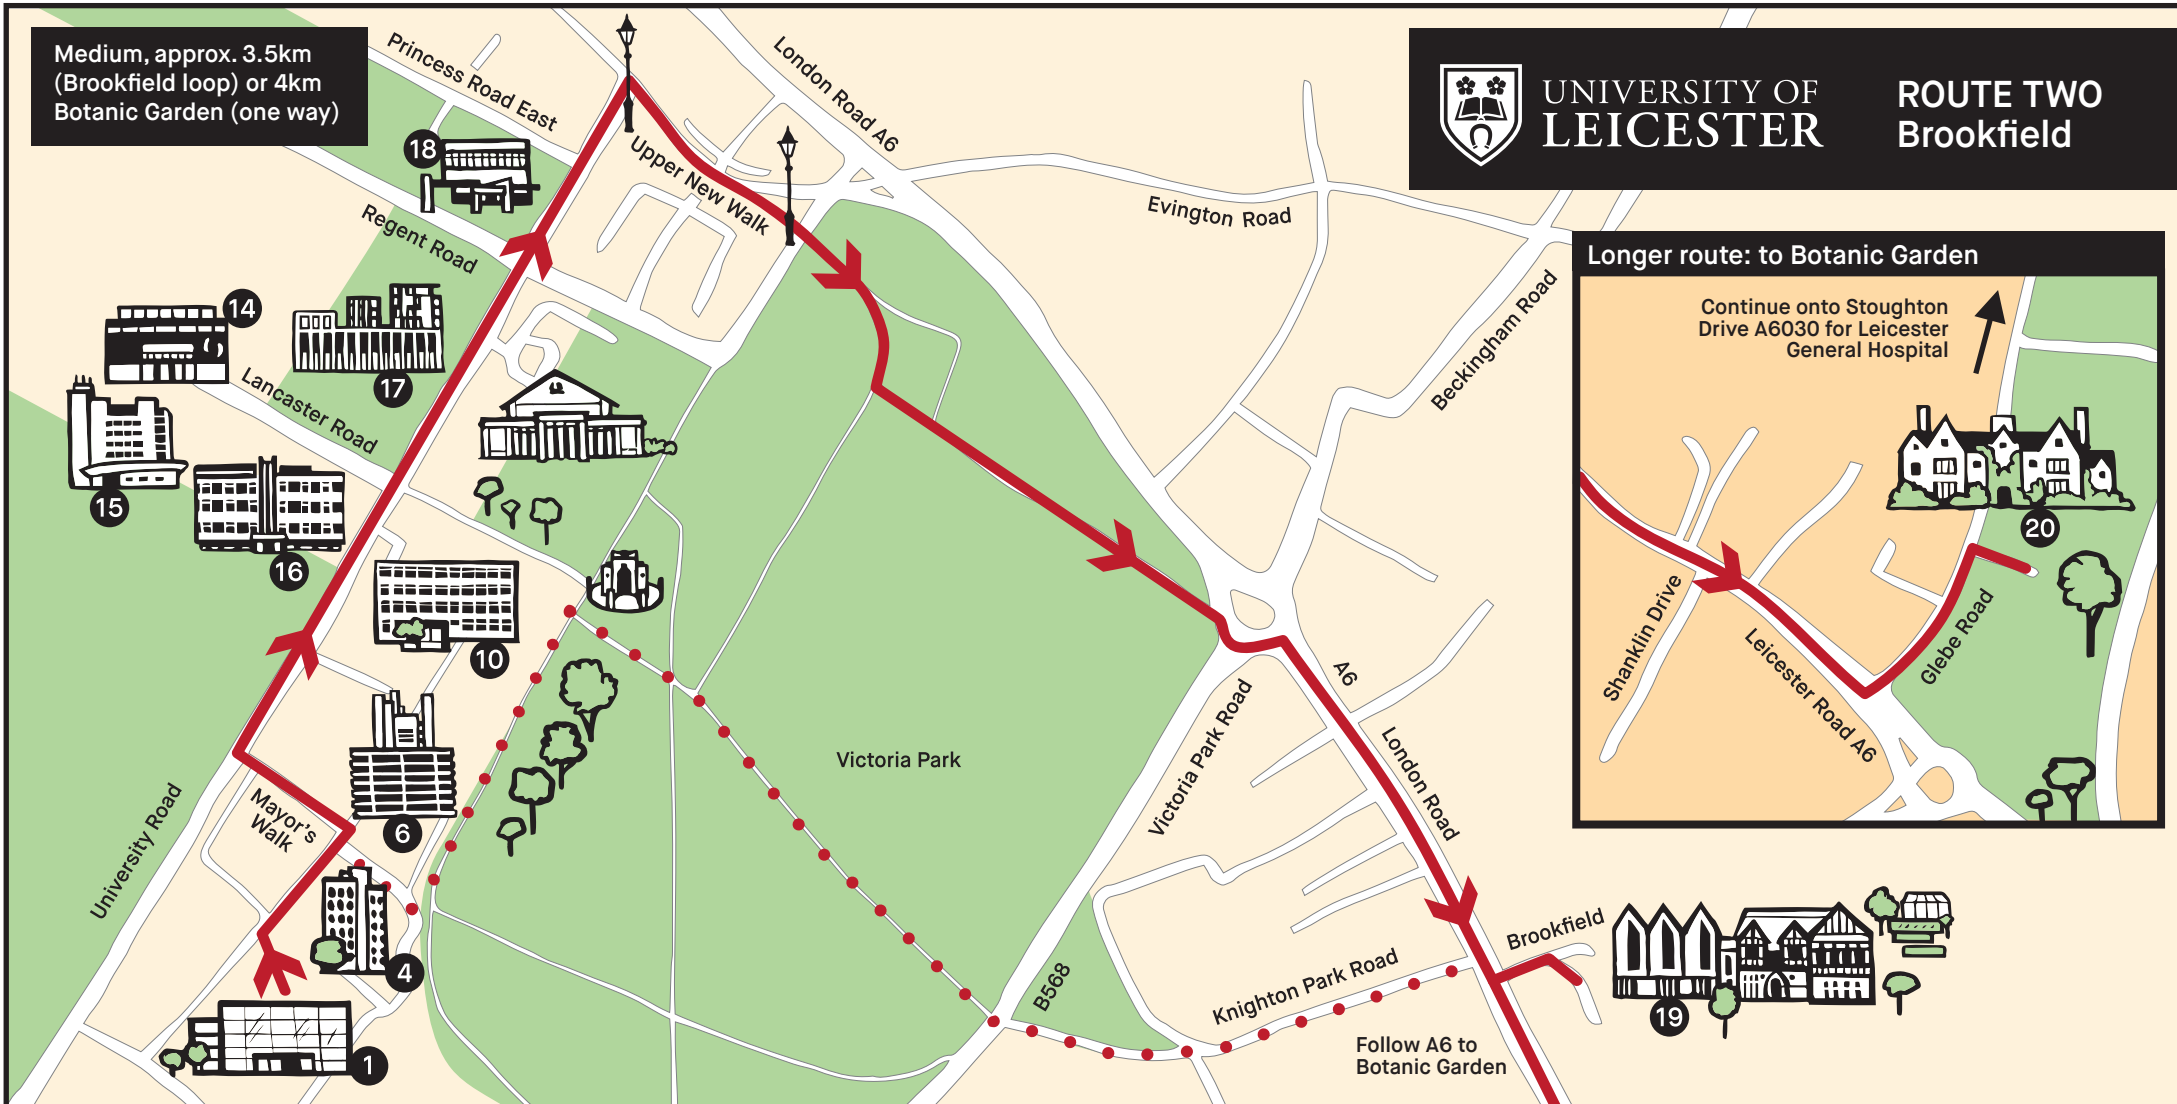 Medium, approx. 3.5km
(Brookfield loop) or 4km
Botanic Garden (one way)
UNIVERSITY OF
LEICESTER
ROUTE TWO
Brookfield
Princess Road East
London Road A6
18
Upper New Walk
Regent Road
Evington Road
Longer route: to Botanic Garden
Continue onto Stoughton
Drive A6030 for Leicester
General Hospital
14
17
Lancaster Road
Beckingham Road
15
16
20
10
Shanklin Drive
Leicester Road A6
Glebe Road
A6
Victoria Park Road
London Road
Victoria Park
University Road
Mayor's
Walk
6
4
Brookfield
B568
Knighton Park Road
19
Follow A6 to
Botanic Garden
1